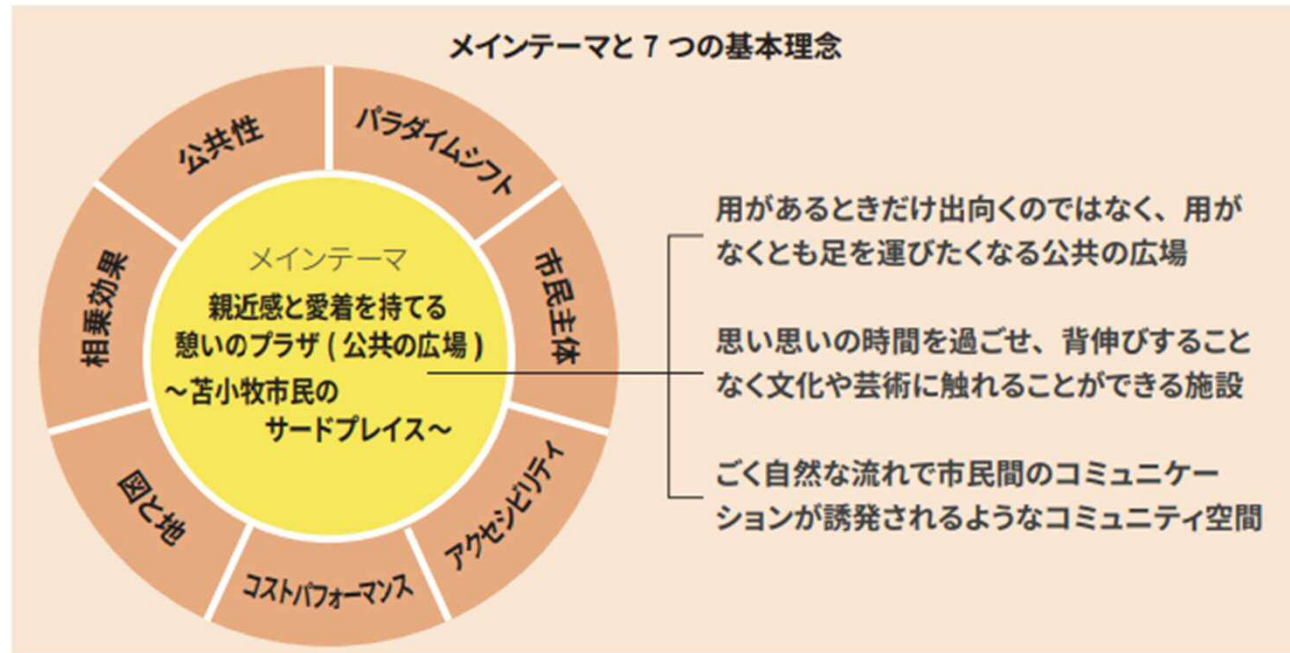 メインテーマと 7 つの基本理念
公共性
パラダイムシフト
市民主体
アクセシビリティ
コストパフォーマンス
図と地
相乗効果
メインテーマ
親近感と愛着を持てる
憩いのプラザ ( 公共の広場 )
～苫小牧市民の
サードプレイス～
用があるときだけ出向くのではなく、用が
なくとも足を運びたくなる公共の広場
思い思いの時間を過ごせ、背伸びすること
なく文化や芸術に触れることができる施設
ごく自然な流れで市民間のコミュニケー
ションが誘発されるようなコミュニティ空間